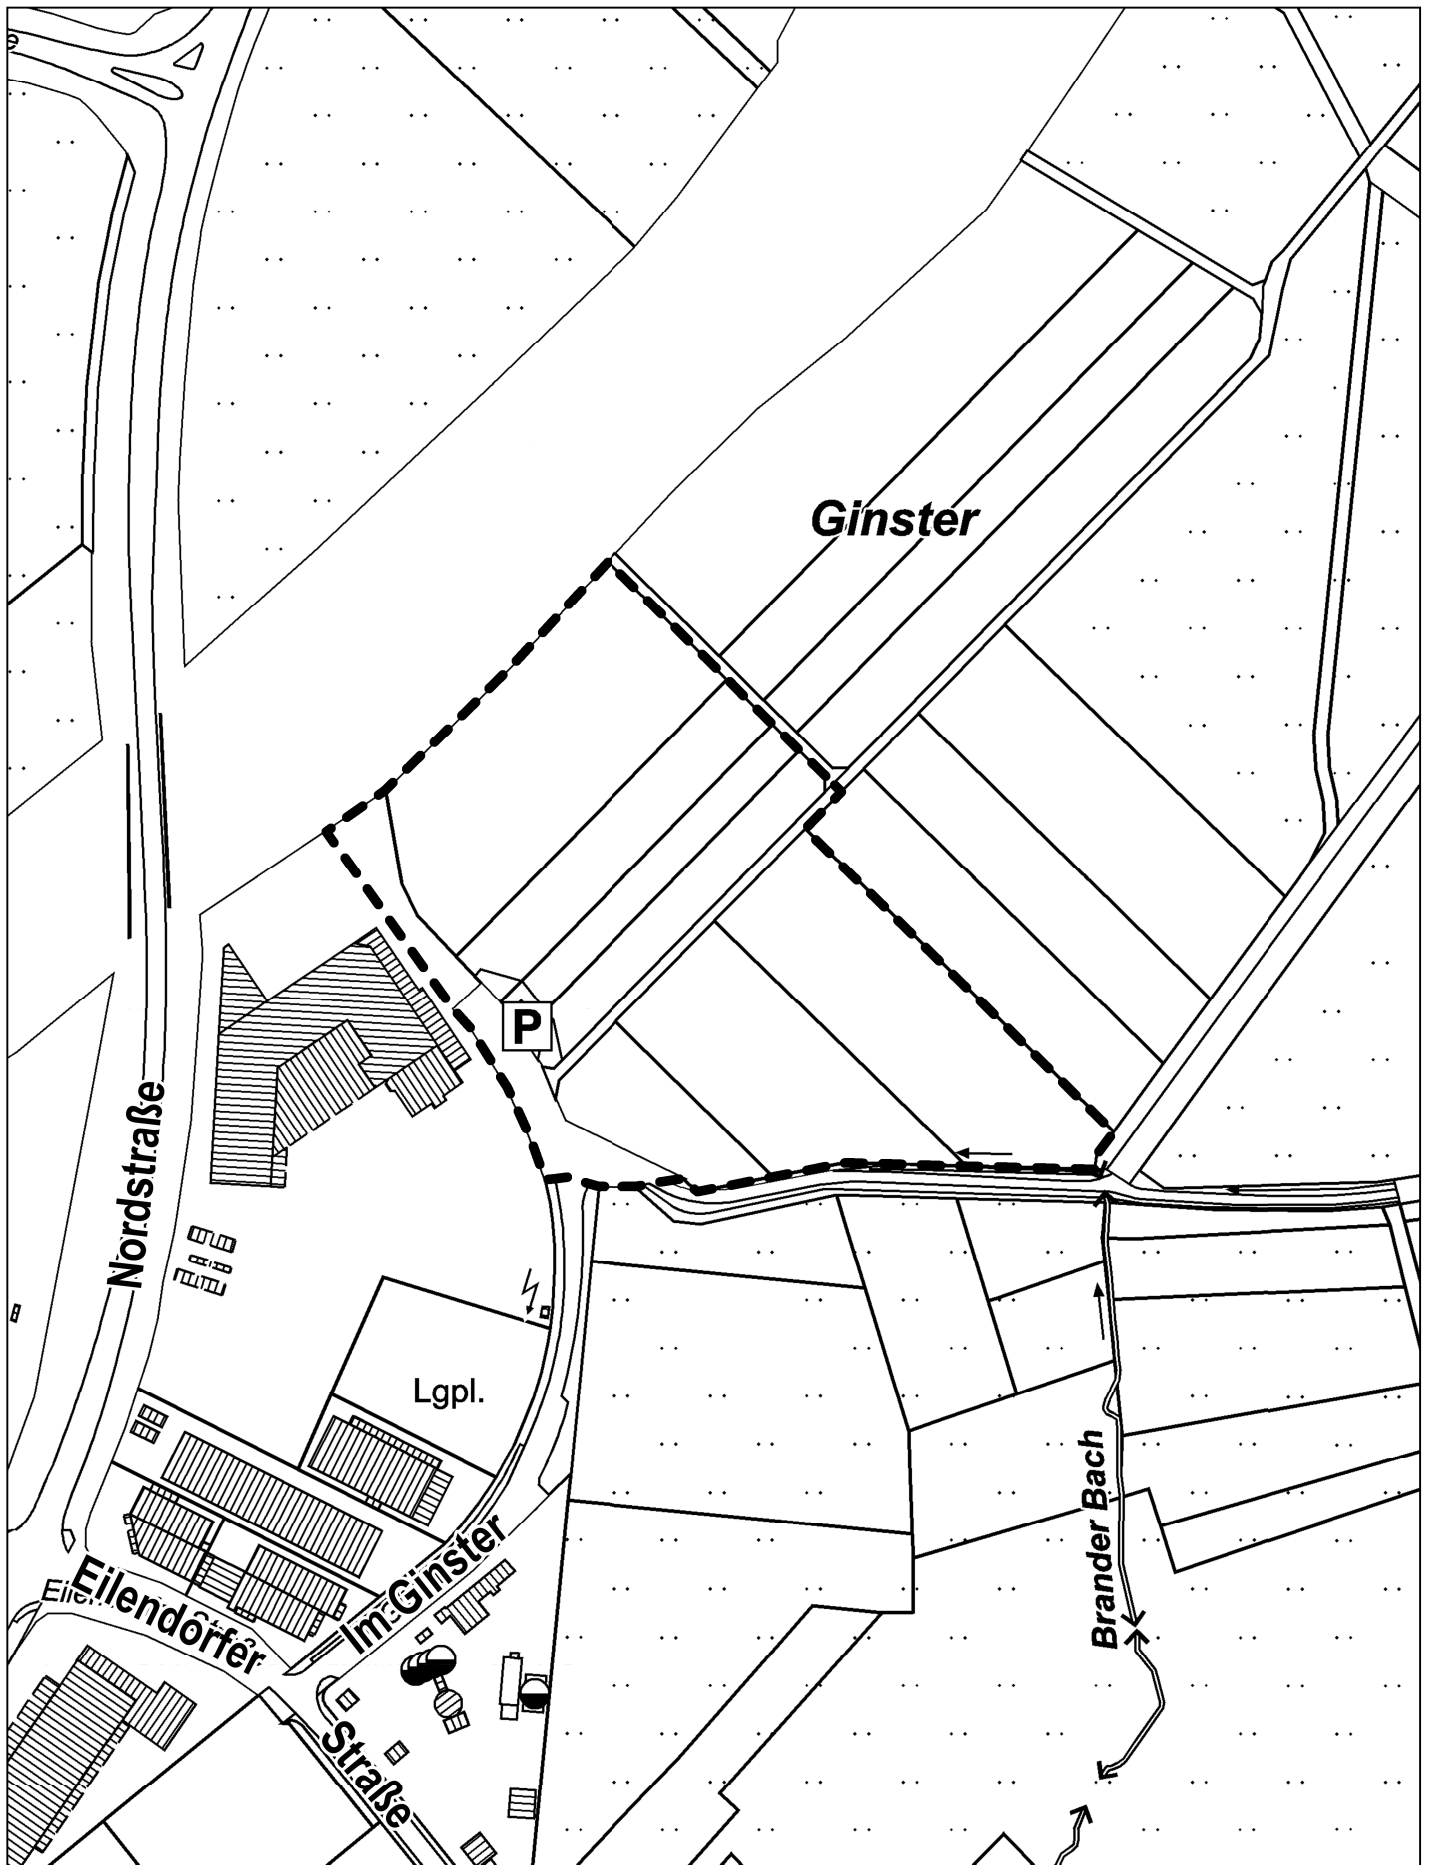 Ginster
P
Nordstraße
Lgpl.
Brander Bach
Im Ginster
Eilendorfer
Straße